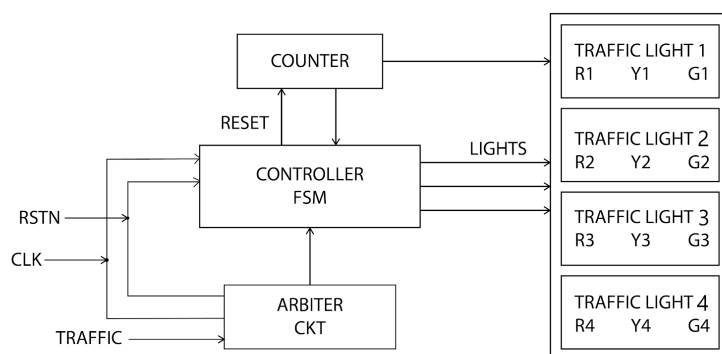 COUNTER
RESET
CONTROLLER
FSM
LIGHTS
RSTN
CLK
TRAFFIC
ARBITER
CKT
TRAFFIC LIGHT 1
R1 Y1 G1
TRAFFIC LIGHT 2
R2 Y2 G2
TRAFFIC LIGHT 3
R3 Y3 G3
TRAFFIC LIGHT 4
R4 Y4 G4